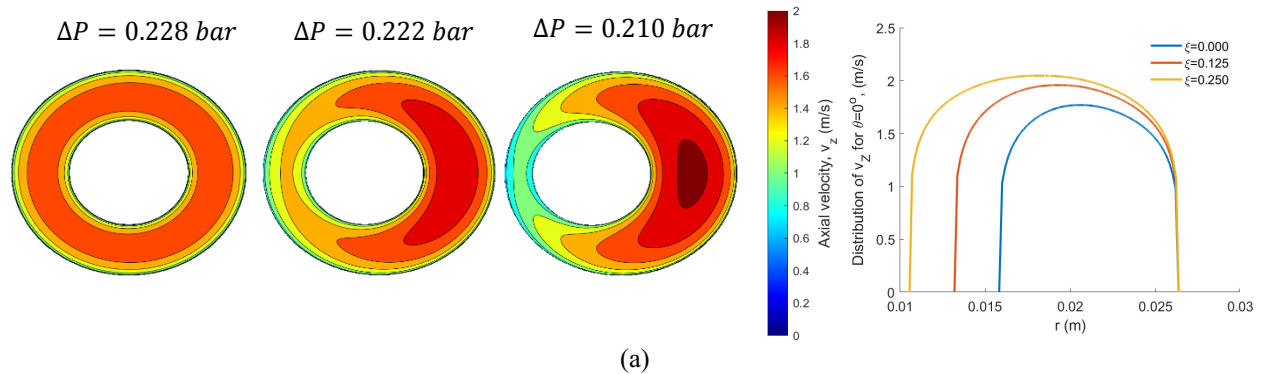 ΔP = 0.228 bar
ΔP = 0.222 bar
ΔP = 0.210 bar
2
1.8
1.6
1.4
1.2
1
0.8
0.6
0.4
0.2
0
Axial velocity, v_z (m/s)
Distribution of v_Z for θ=0°, (m/s)
2.5
2
1.5
1
0.5
0
0.01
0.015
0.02
0.025
0.03
r (m)
ξ=0.000
ξ=0.125
ξ=0.250
(a)